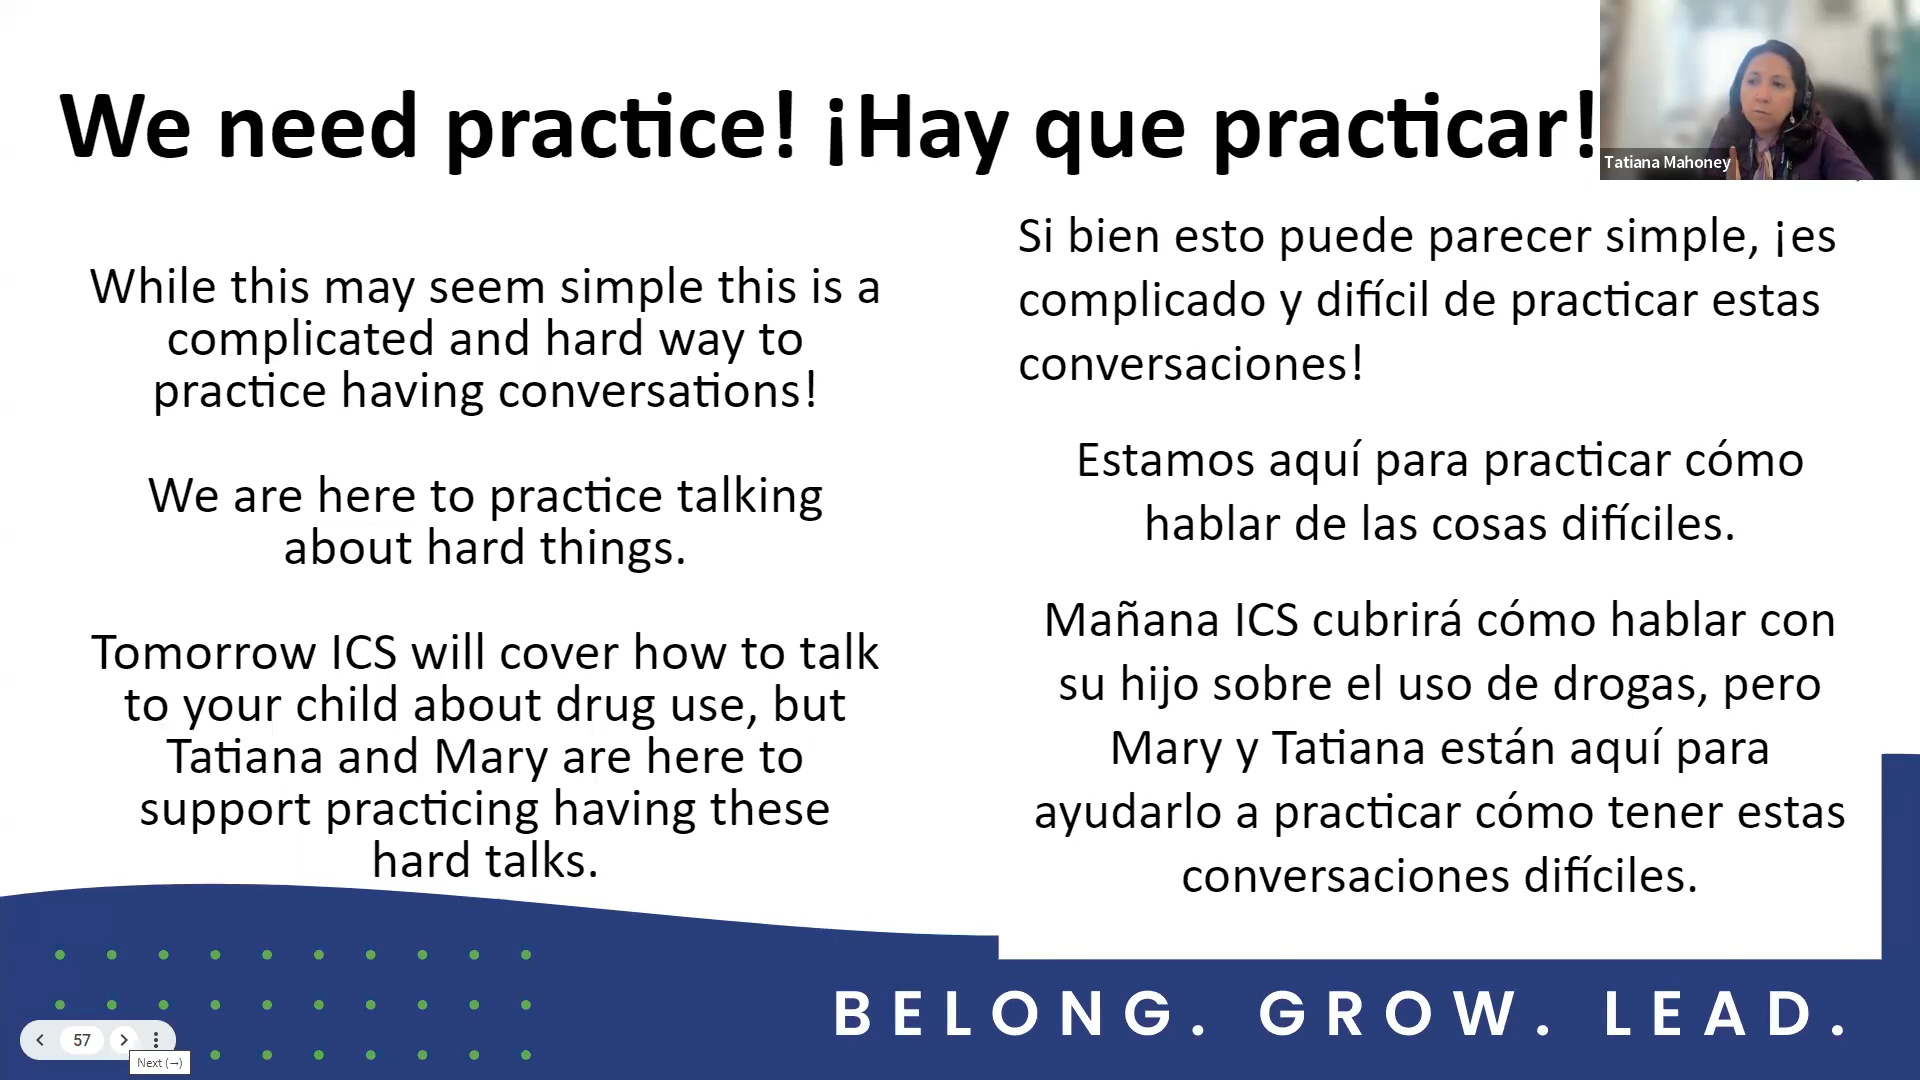 We need practice! ¡Hay que practicar!
Tatiana Mahoney
While this may seem simple this is a
complicated and hard way to
practice having conversations!
We are here to practice talking
about hard things.
Tomorrow ICS will cover how to talk
to your child about drug use, but
Tatiana and Mary are here to
support practicing having these
hard talks.
Si bien esto puede parecer simple, ¡es
complicado y difícil de practicar estas
conversaciones!
Estamos aquí para practicar cómo
hablar de las cosas difíciles.
Mañana ICS cubrirá cómo hablar con
su hijo sobre el uso de drogas, pero
Mary y Tatiana están aquí para
ayudarlo a practicar cómo tener estas
conversaciones difíciles.
BELONG. GROW. LEAD.
57
Next (→)